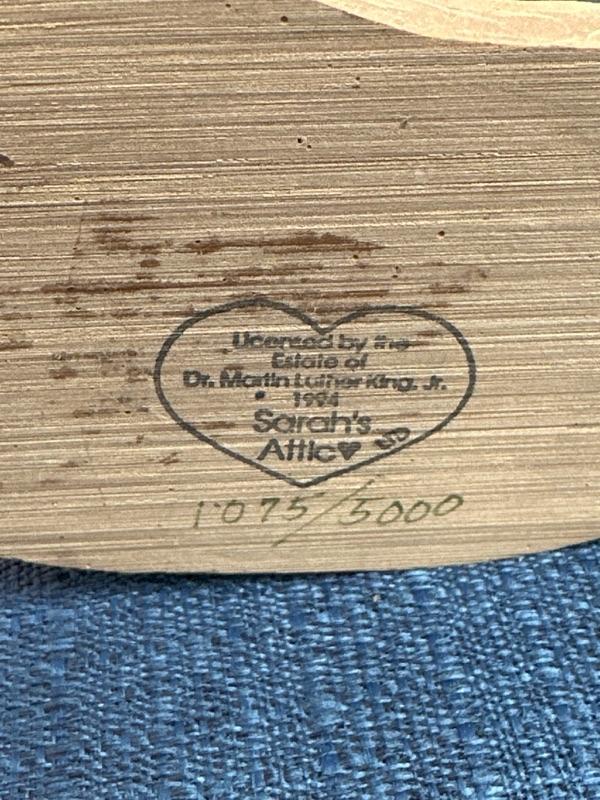 Licensed by the
Estate of
Dr. Martin Luther King, Jr.
1994
Sarah's
Attic♥
1075/5000